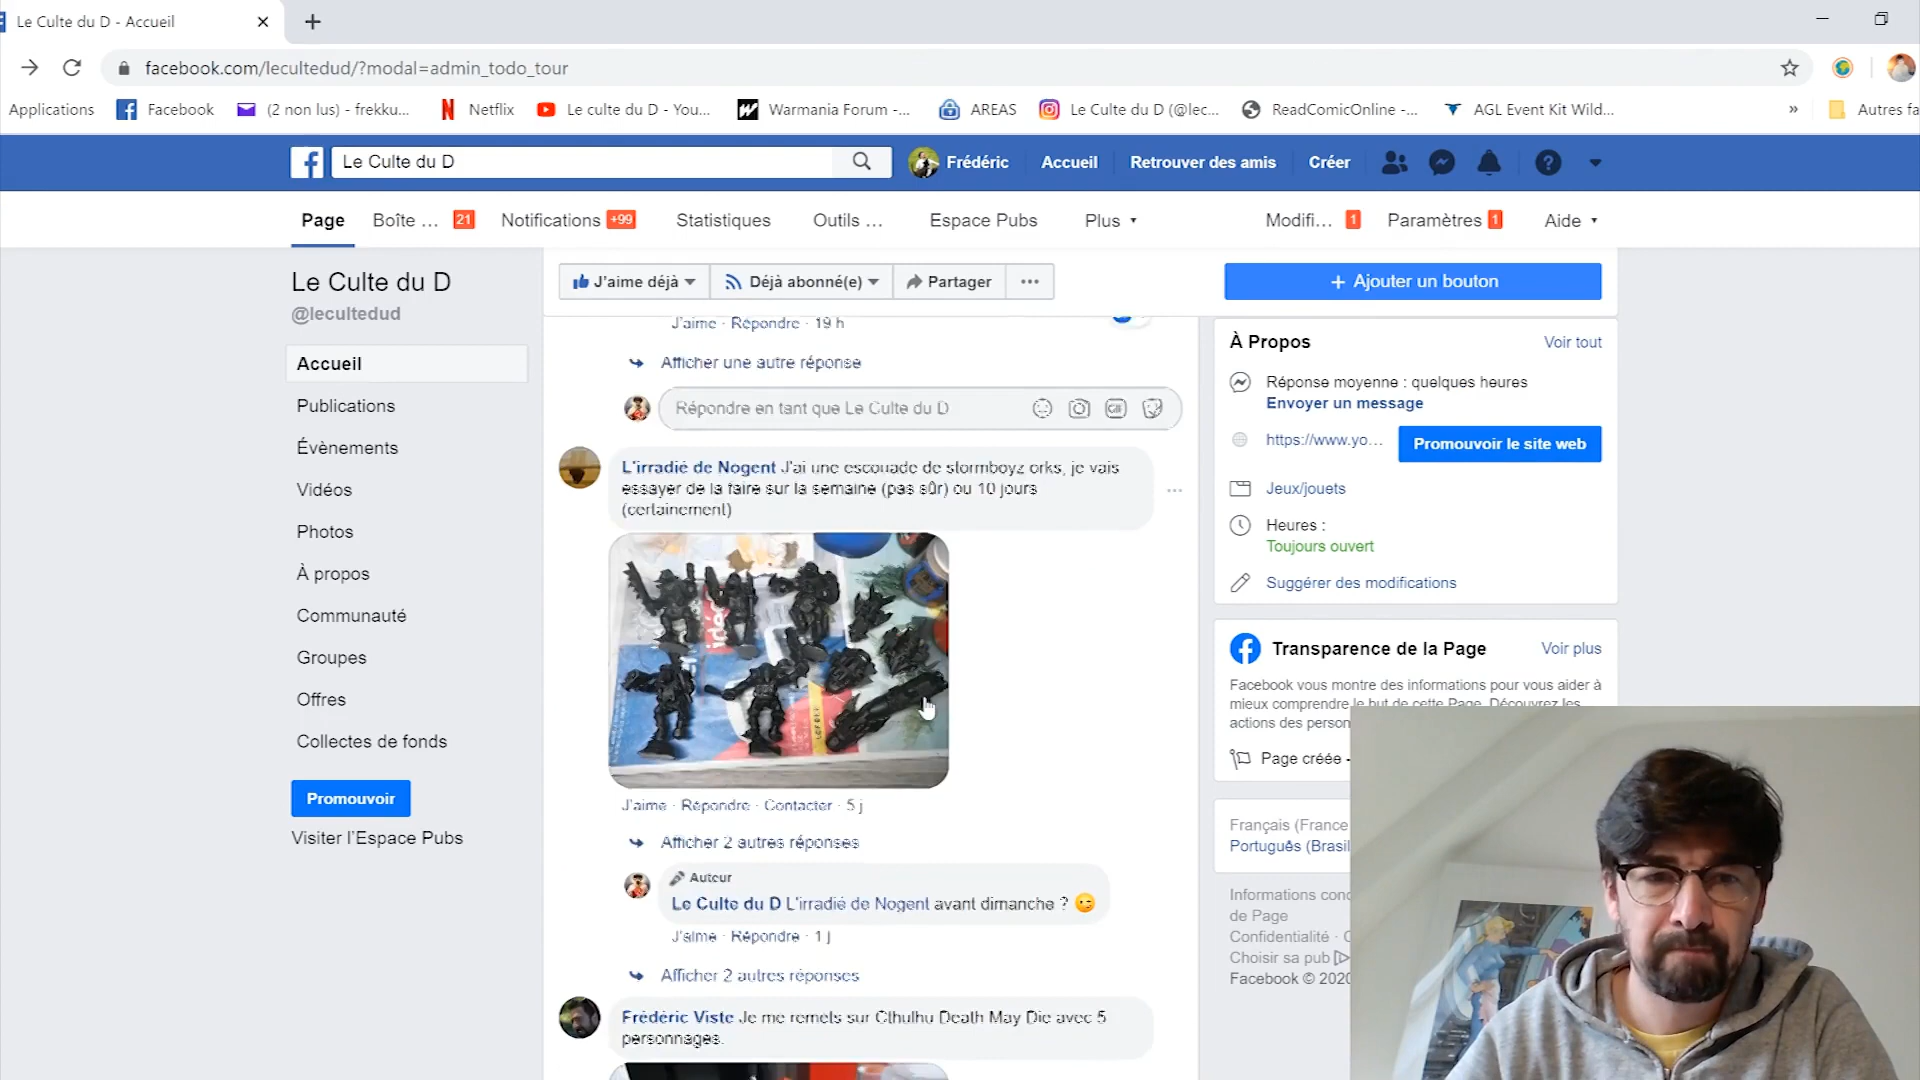 Le Culte du D - Accueil
facebook.com/lecultedud/?modal=admin_todo_tour
Applications
Facebook
(2 non lus) - frekku...
Netflix
Le culte du D - You...
Warmania Forum -...
AREAS
Le Culte du D (@lec...
ReadComicOnline -...
AGL Event Kit Wild...
»
Autres fa
Le Culte du D
Frédéric
Accueil
Retrouver des amis
Créer
Page
Boîte ...
21
Notifications
+99
Statistiques
Outils ...
Espace Pubs
Plus
Modifi...
1
Paramètres
1
Aide
Le Culte du D
@lecultedud
Accueil
Publications
Évènements
Vidéos
Photos
À propos
Communauté
Groupes
Offres
Collectes de fonds
Promouvoir
Visiter l'Espace Pubs
J'aime déjà
Déjà abonné(e)
Partager
+ Ajouter un bouton
J'aime · Répondre · 19 h
Afficher une autre réponse
Répondre en tant que Le Culte du D
GIF
L'irradié de Nogent J'ai une escouade de stormboyz orks, je vais
essayer de la faire sur la semaine (pas sûr) ou 10 jours
(certainement)
J'aime · Répondre · Contacter · 5 j
Afficher 2 autres réponses
Auteur
Le Culte du D L'irradié de Nogent avant dimanche ?
J'aime · Répondre · 1 j
Afficher 2 autres réponses
Frédéric Viste Je me remets sur Cthulhu Death May Die avec 5
personnages.
À Propos
Voir tout
Réponse moyenne : quelques heures
Envoyer un message
https://www.yo...
Promouvoir le site web
Jeux/jouets
Heures :
Toujours ouvert
Suggérer des modifications
Transparence de la Page
Voir plus
Facebook vous montre des informations pour vous aider à
mieux comprendre le but de cette Page. Découvrez les
actions des person
Page créée -
Français (France
Português (Brasil
Informations conc
de Page
Confidentialité · C
Choisir sa pub
Facebook © 2020